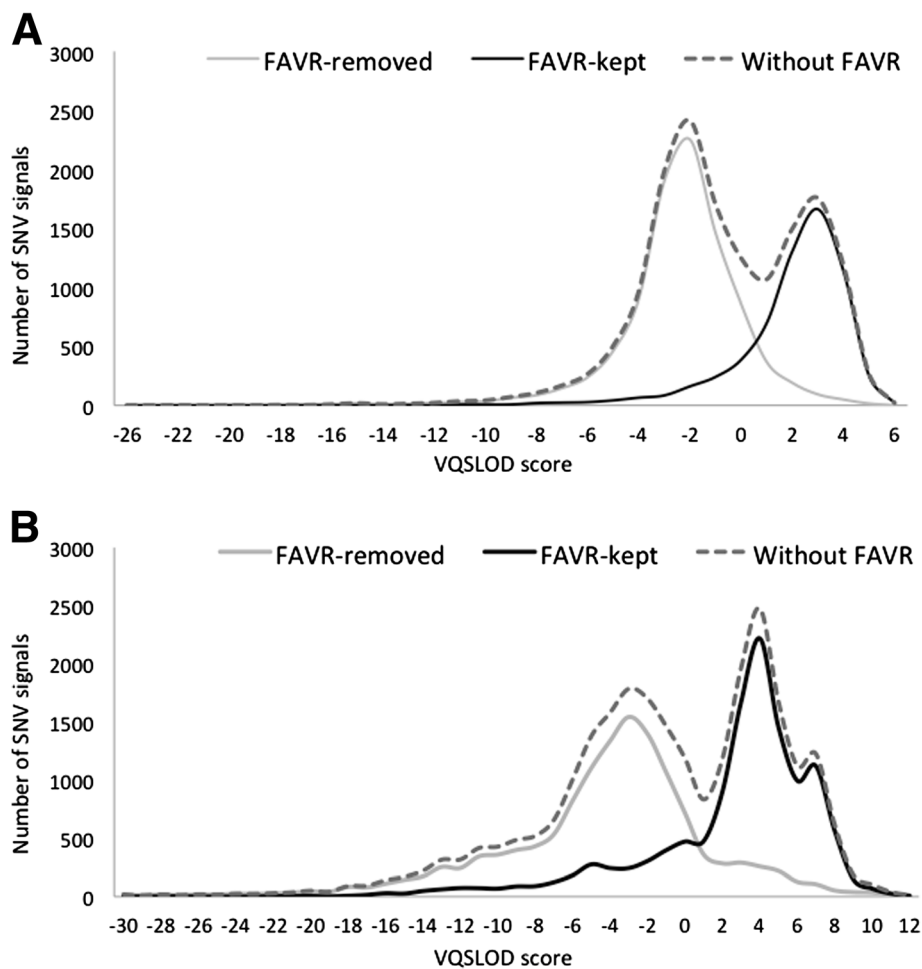 A
3000
FAVR-removed FAVR-kept Without FAVR
2500
2000
1500
1000
500
0
Number of SNV signals
-26 -22 -20 -18 -16 -14 -12 -10 -8 -6 -4 -2 0 2 4 6
VQSLOD score
B
3000
FAVR-removed FAVR-kept Without FAVR
2500
2000
1500
1000
500
0
Number of SNV signals
-30 -28 -26 -24 -22 -20 -18 -16 -14 -12 -10 -8 -6 -4 -2 0 2 4 6 8 10 12
VQSLOD score